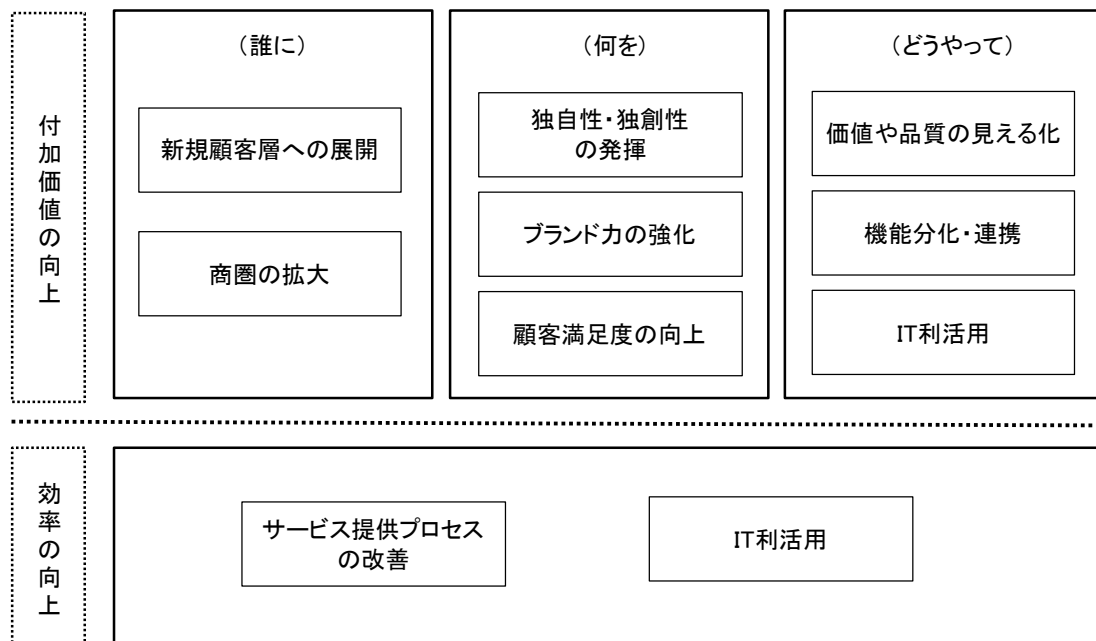 付加価値の向上
(誰に)
新規顧客層への展開
商圏の拡大
(何を)
独自性・独創性
の発揮
ブランド力の強化
顧客満足度の向上
(どうやって)
価値や品質の見える化
機能分化・連携
IT利活用
効率の向上
サービス提供プロセス
の改善
IT利活用